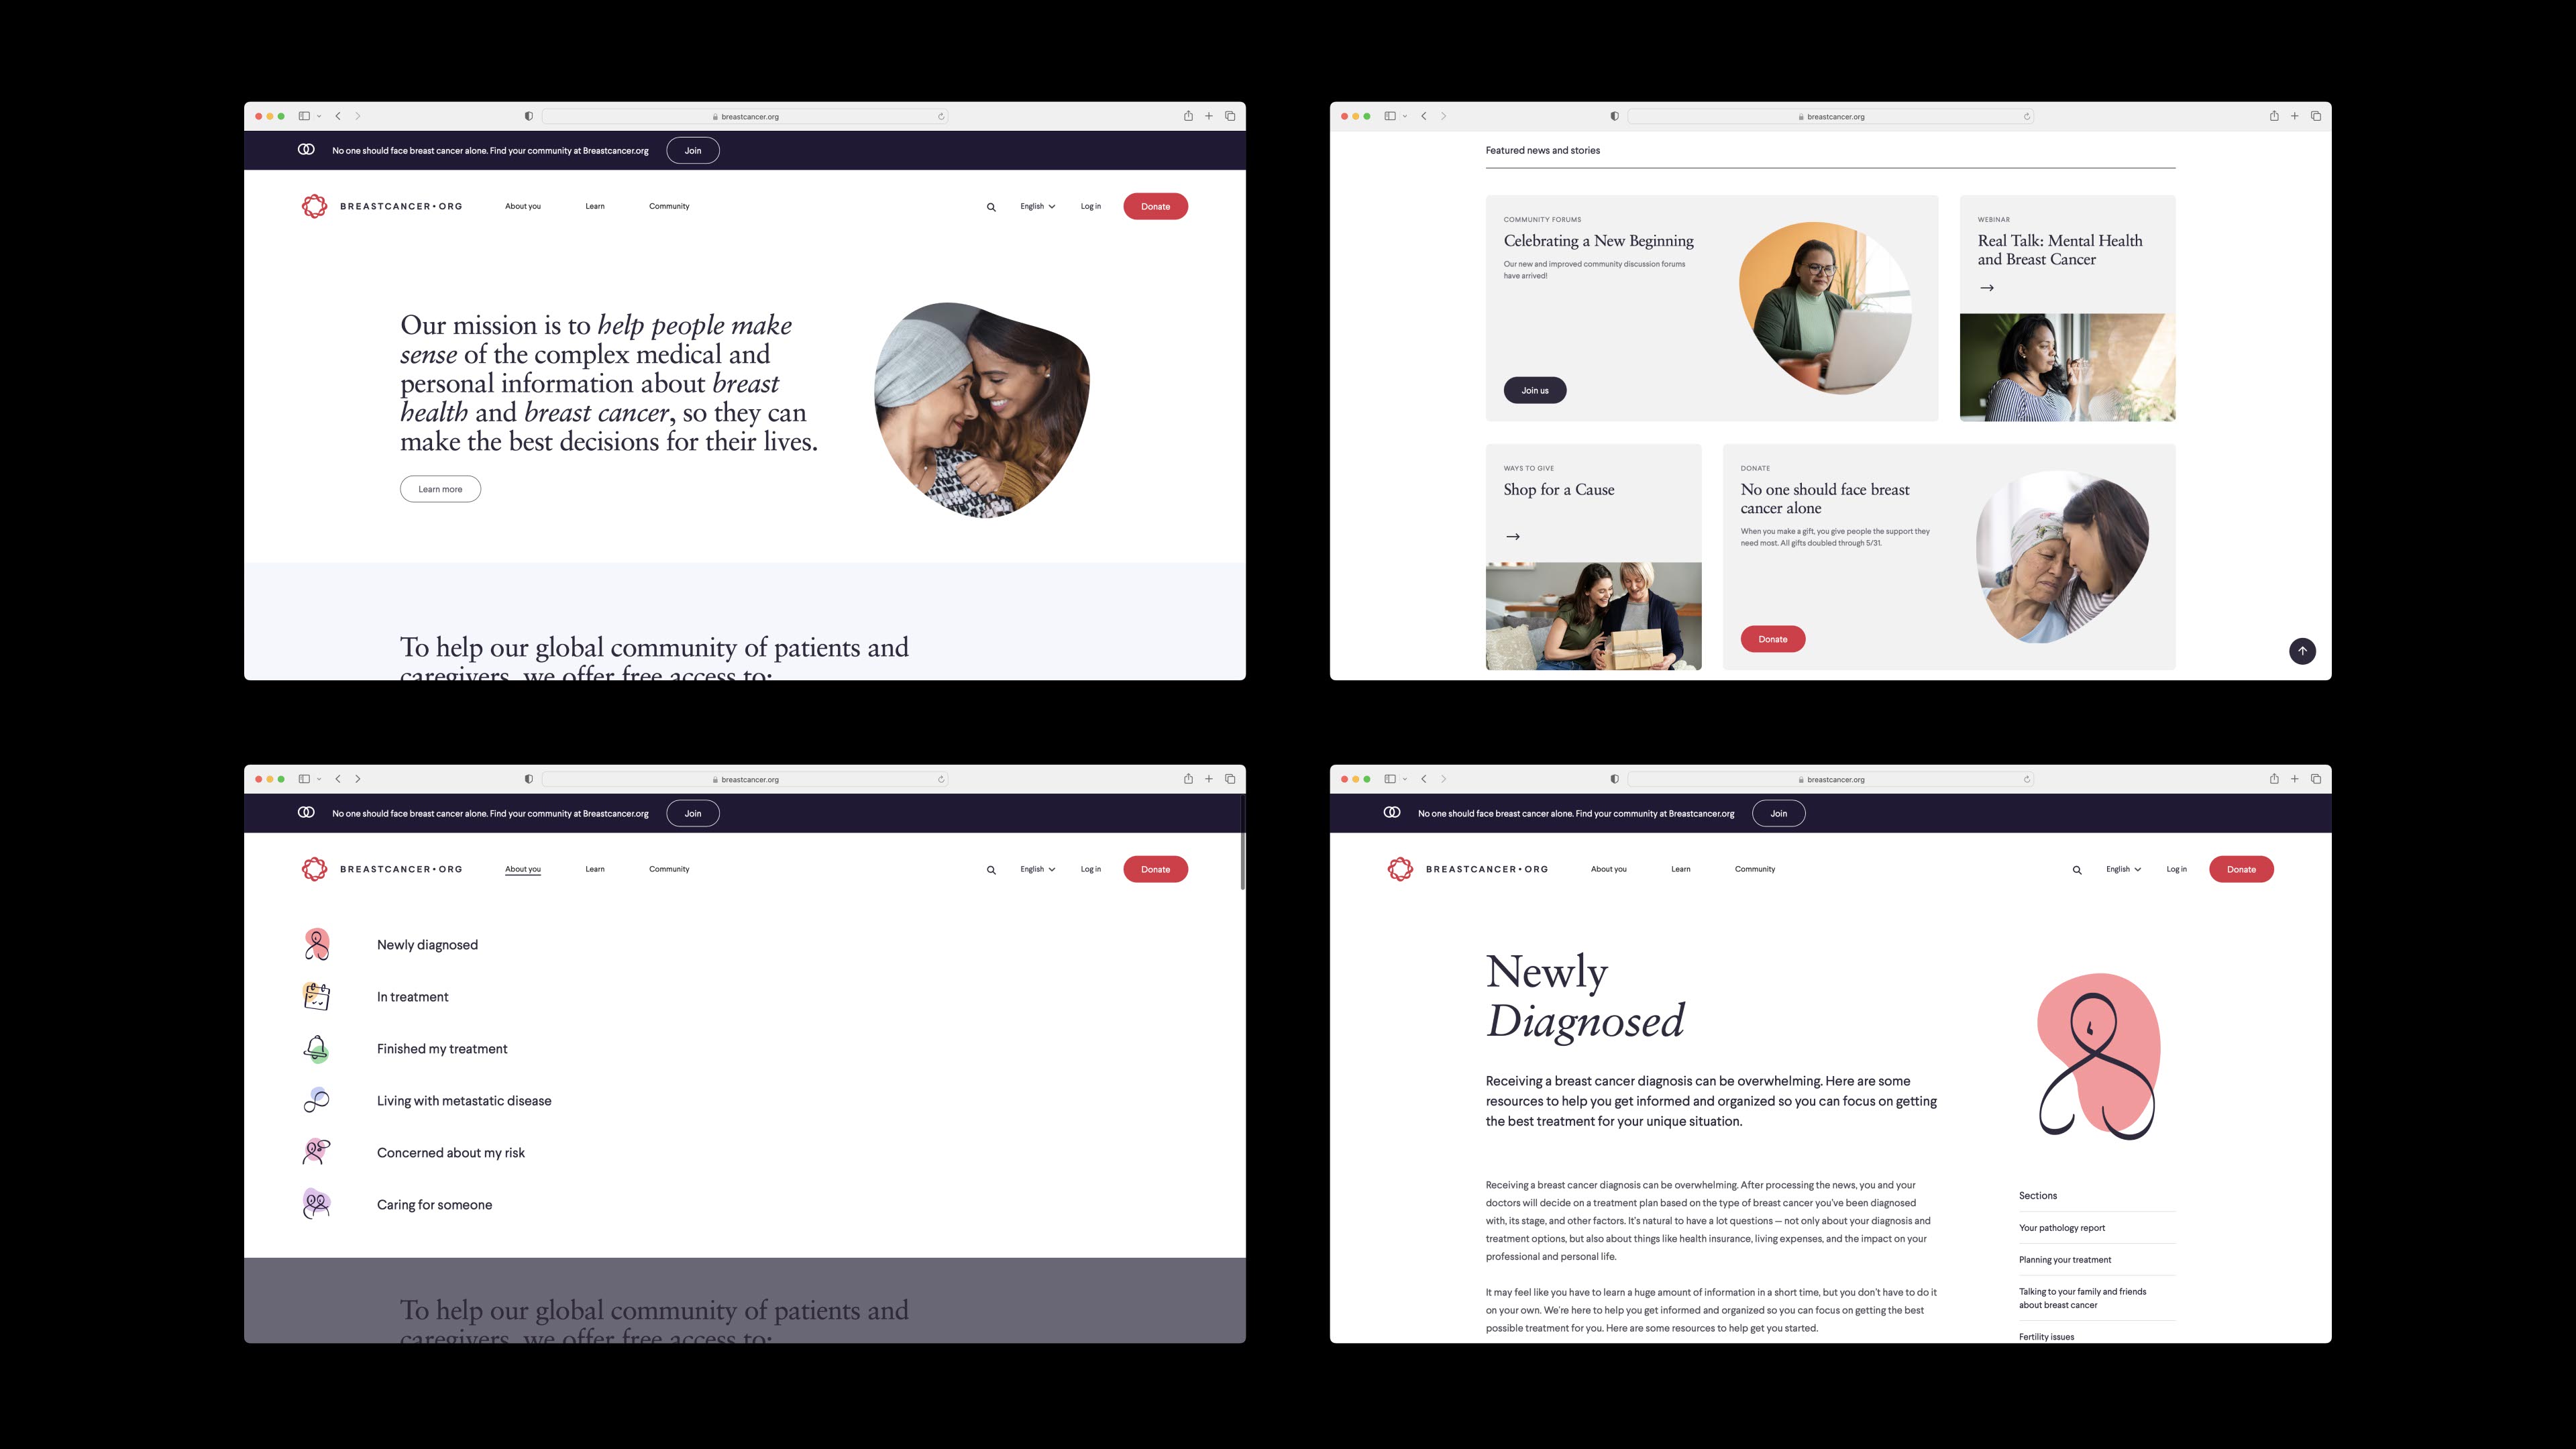 breastcancer.org
No one should face breast cancer alone. Find your community at Breastcancer.org
Join
BREASTCANCER•ORG
About you
Learn
Community
English
Log in
Donate
Our mission is to help people make
sense of the complex medical and
personal information about breast
health and breast cancer, so they can
make the best decisions for their lives.
Learn more
To help our global community of patients and
caregivers, we offer free access to:
breastcancer.org
Featured news and stories
COMMUNITY FORUMS
Celebrating a New Beginning
Our new and improved community discussion forums
have arrived!
Join us
WEBINAR
Real Talk: Mental Health
and Breast Cancer
WAYS TO GIVE
Shop for a Cause
DONATE
No one should face breast
cancer alone
When you make a gift, you give people the support they
need most. All gifts doubled through 5/31.
Donate
breastcancer.org
No one should face breast cancer alone. Find your community at Breastcancer.org
Join
BREASTCANCER•ORG
About you
Learn
Community
English
Log in
Donate
Newly diagnosed
In treatment
Finished my treatment
Living with metastatic disease
Concerned about my risk
Caring for someone
To help our global community of patients and
caregivers, we offer free access to:
breastcancer.org
No one should face breast cancer alone. Find your community at Breastcancer.org
Join
BREASTCANCER•ORG
About you
Learn
Community
English
Log in
Donate
Newly
Diagnosed
Receiving a breast cancer diagnosis can be overwhelming. Here are some
resources to help you get informed and organized so you can focus on getting
the best treatment for your unique situation.
Receiving a breast cancer diagnosis can be overwhelming. After processing the news, you and your
doctors will decide on a treatment plan based on the type of breast cancer you've been diagnosed
with, its stage, and other factors. It's natural to have a lot questions — not only about your diagnosis and
treatment options, but also about things like health insurance, living expenses, and the impact on your
professional and personal life.
It may feel like you have to learn a huge amount of information in a short time, but you don't have to do it
on your own. We're here to help you get informed and organized so you can focus on getting the best
possible treatment for you. Here are some resources to help get you started.
Sections
Your pathology report
Planning your treatment
Talking to your family and friends
about breast cancer
Fertility issues